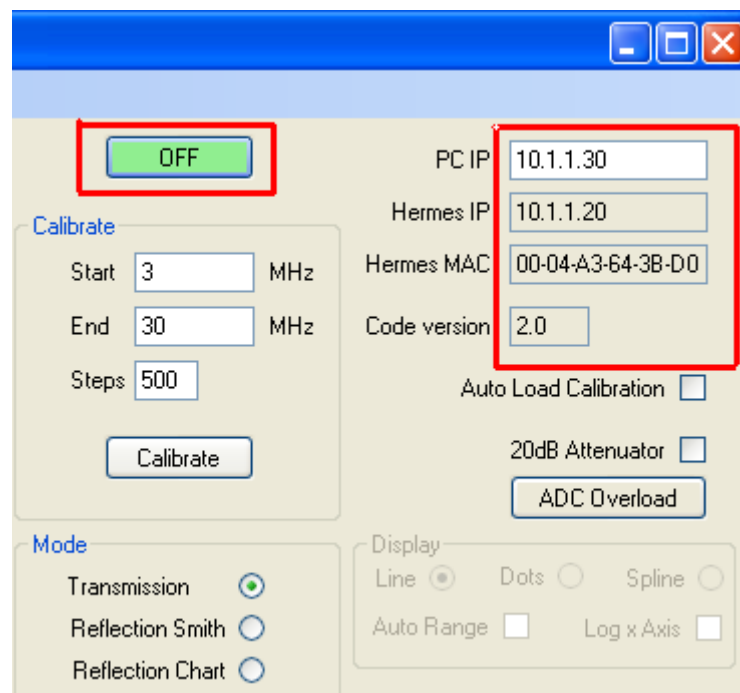 OFF
PC IP 10.1.1.30
Hermes IP 10.1.1.20
Calibrate
Start 3 MHz
Hermes MAC 00-04-A3-64-3B-D0
End 30 MHz
Code version 2.0
Steps 500
Auto Load Calibration
Calibrate
20dB Attenuator
ADC Overload
Mode
Transmission
Reflection Smith
Reflection Chart
Display
Line Dots Spline
Auto Range Log x Axis